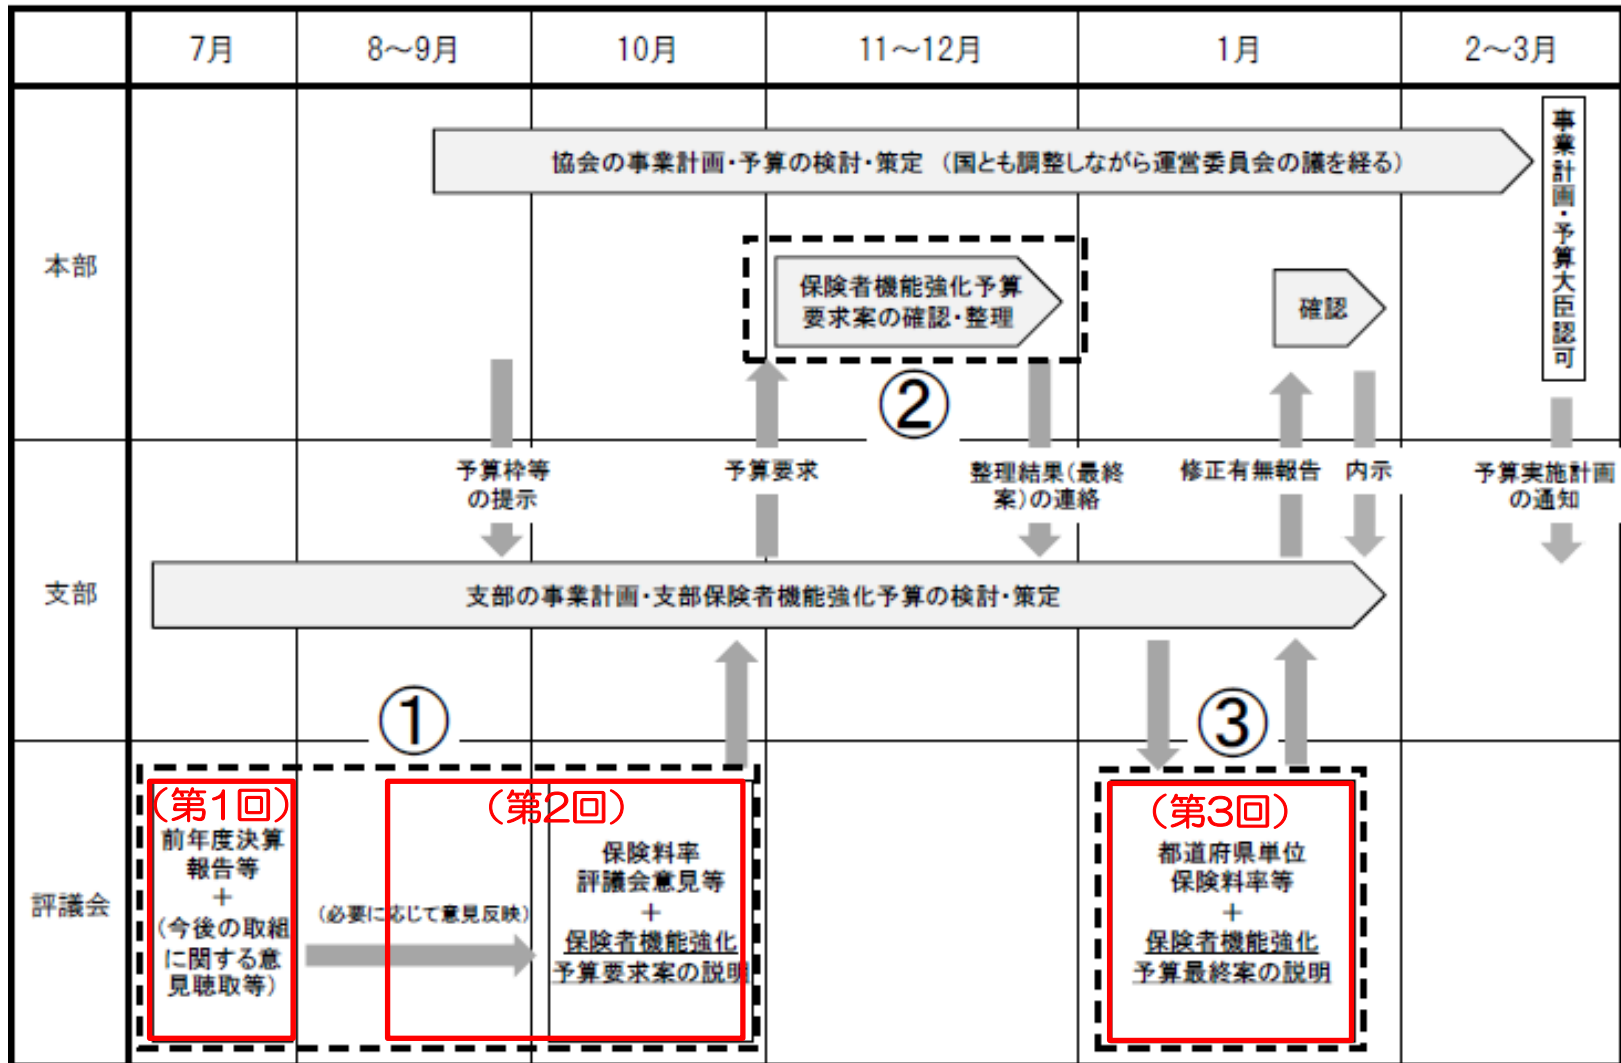 7月
8～9月
10月
11～12月
1月
2～3月
本部
協会の事業計画・予算の検討・策定 （国とも調整しながら運営委員会の議を経る）
事業計画・予算大臣認可
保険者機能強化予算
要求案の確認・整理
確認
②
予算枠等
の提示
予算要求
整理結果（最終
案）の連絡
修正有無報告
内示
予算実施計画
の通知
支部
支部の事業計画・支部保険者機能強化予算の検討・策定
①
③
評議会
（第1回）
前年度決算
報告等
＋
（今後の取組
に関する意
見聴取等）
（必要に応じて意見反映）
（第2回）
保険料率
評議会意見等
＋
保険者機能強化
予算要求案の説明
（第3回）
都道府県単位
保険料率等
＋
保険者機能強化
予算最終案の説明